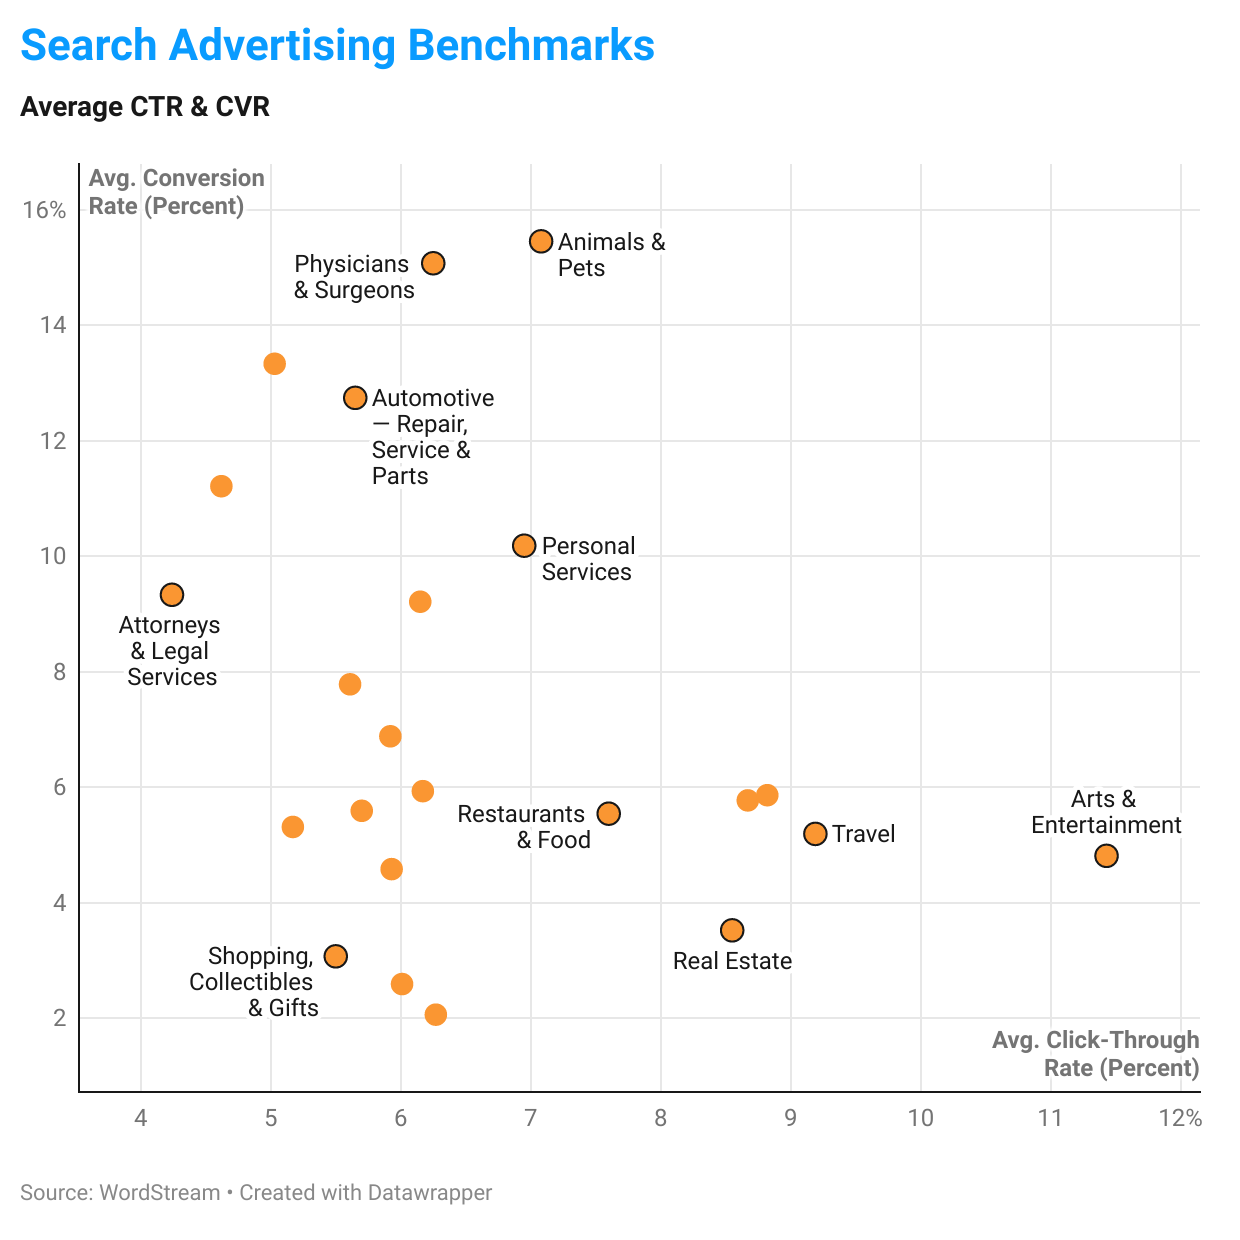 Search Advertising Benchmarks
Average CTR & CVR
Avg. Conversion
Rate (Percent)
16%
14
12
10
8
6
4
2
Animals &
Pets
Physicians
& Surgeons
Automotive
— Repair,
Service &
Parts
Personal
Services
Attorneys
& Legal
Services
Restaurants
& Food
Travel
Arts &
Entertainment
Real Estate
Shopping,
Collectibles
& Gifts
Avg. Click-Through
Rate (Percent)
4 5 6 7 8 9 10 11 12%
Source: WordStream • Created with Datawrapper